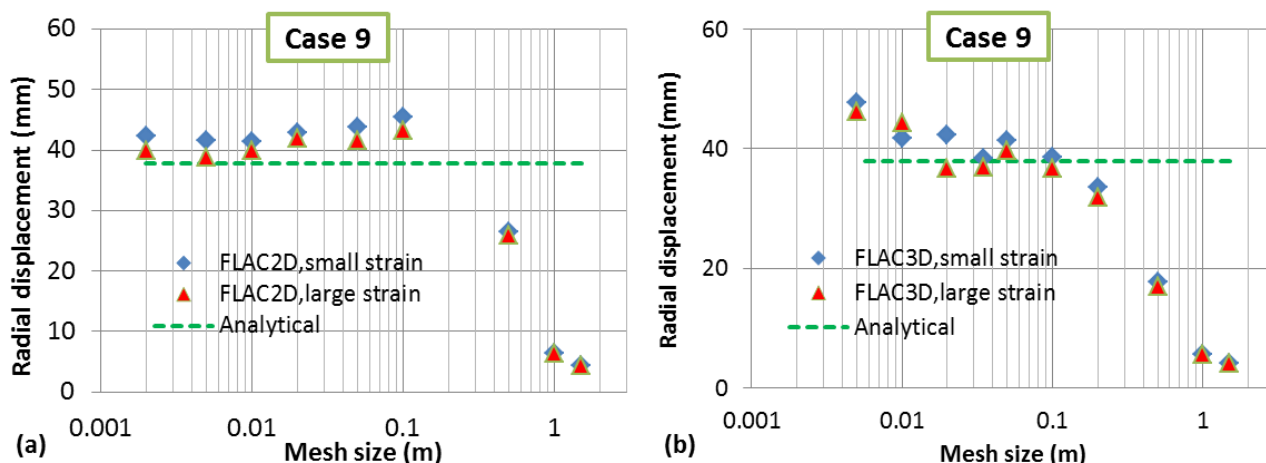 Case 9
Radial displacement (mm)
60
50
40
30
20
10
0
FLAC2D,small strain
FLAC2D,large strain
Analytical
0.001
0.01
0.1
1
Mesh size (m)
(a)
Case 9
Radial displacement (mm)
60
40
20
0
FLAC3D,small strain
FLAC3D,large strain
Analytical
0.001
0.01
0.1
1
Mesh size (m)
(b)